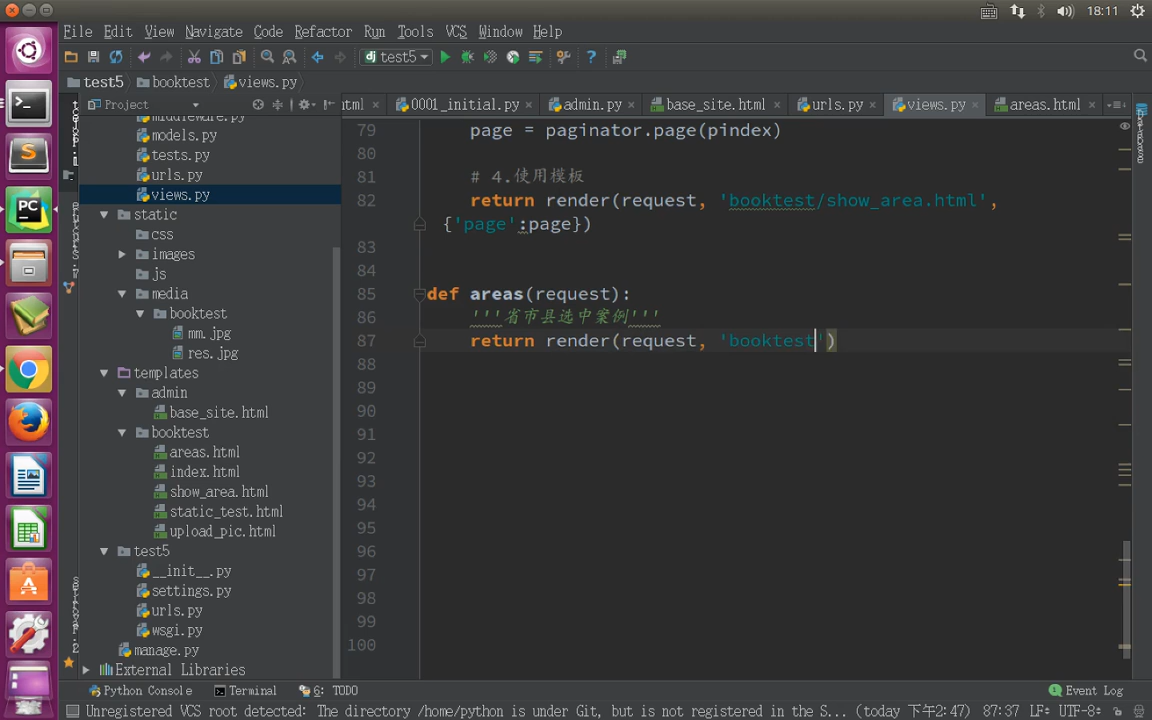 18:11
File Edit View Navigate Code Refactor Run Tools VCS Window Help
test5
test5 booktest views.py
Project
html 0001_initial.py admin.py base_site.html urls.py views.py areas.html
models.py
tests.py
urls.py
views.py
static
css
images
js
media
booktest
mm.jpg
res.jpg
templates
admin
base_site.html
booktest
areas.html
index.html
show_area.html
static_test.html
upload_pic.html
test5
__init__.py
settings.py
urls.py
wsgi.py
manage.py
External Libraries
79 page = paginator.page(pindex)
80
81 # 4.使用模板
82 return render(request, 'booktest/show_area.html',
{'page':page})
83
84
85 def areas(request):
86 '''省市县选中案例'''
87 return render(request, 'booktest')
88
89
90
91
92
93
94
95
96
97
98
99
100
Python Console Terminal 6: TODO Event Log
Unregistered VCS root detected: The directory /home/python is under Git, but is not registered in the S... (today 下午2:47) 87:37 LF÷ UTF-8÷